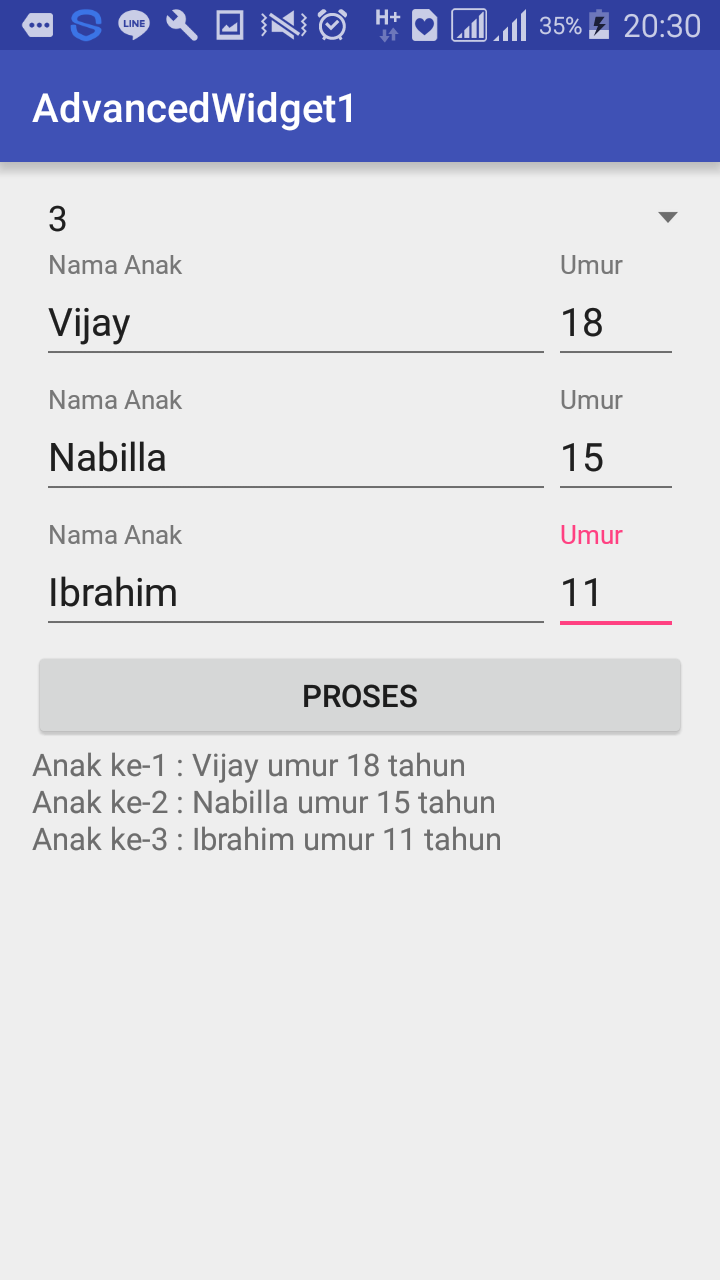 LINE H+ 35% 20:30
AdvancedWidget1
3
Nama Anak Umur
Vijay 18
Nama Anak Umur
Nabilla 15
Nama Anak Umur
Ibrahim 11
PROSES
Anak ke-1 : Vijay umur 18 tahun
Anak ke-2 : Nabilla umur 15 tahun
Anak ke-3 : Ibrahim umur 11 tahun